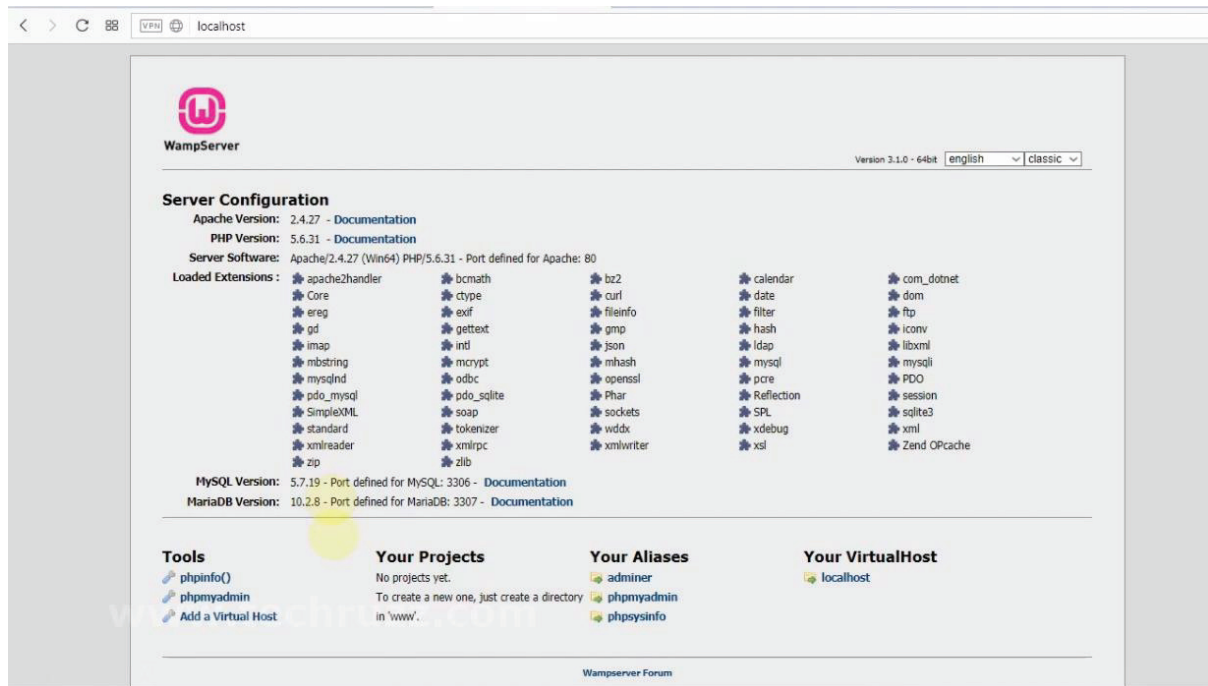 VPN localhost
WampServer
Version 3.1.0 - 64bit english classic
Server Configuration
Apache Version: 2.4.27 - Documentation
PHP Version: 5.6.31 - Documentation
Server Software: Apache/2.4.27 (Win64) PHP/5.6.31 - Port defined for Apache: 80
Loaded Extensions : apache2handler bcmath bz2 calendar com_dotnet
Core ctype curl date dom
ereg exif fileinfo filter ftp
gd gettext gmp hash iconv
imap intl json ldap libxml
mbstring mcrypt mhash mysql mysqli
mysqlnd odbc openssl pcre PDO
pdo_mysql pdo_sqlite Phar Reflection session
SimpleXML soap sockets SPL sqlite3
standard tokenizer wddx xdebug xml
xmlreader xmlrpc xmlwriter xsl Zend OPcache
zip zlib
MySQL Version: 5.7.19 - Port defined for MySQL: 3306 - Documentation
MariaDB Version: 10.2.8 - Port defined for MariaDB: 3307 - Documentation
Tools Your Projects Your Aliases Your VirtualHost
phpinfo() No projects yet. adminer localhost
phpmyadmin To create a new one, just create a directory phpmyadmin
Add a Virtual Host in 'www'. phpsysinfo
Wampserver Forum